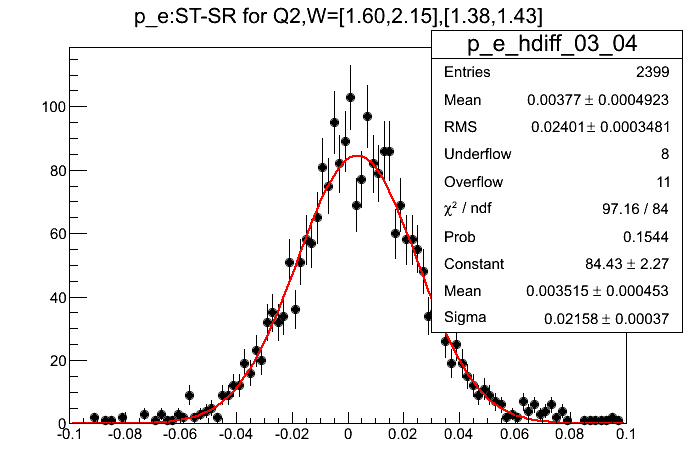 p_e:ST-SR for Q2,W=[1.60,2.15],[1.38,1.43]
p_e_hdiff_03_04
Entries 2399
Mean 0.00377 ± 0.0004923
RMS 0.02401 ± 0.0003481
Underflow 8
Overflow 11
χ² / ndf 97.16 / 84
Prob 0.1544
Constant 84.43 ± 2.27
Mean 0.003515 ± 0.000453
Sigma 0.02158 ± 0.00037
100
80
60
40
20
0
-0.1 -0.08 -0.06 -0.04 -0.02 0 0.02 0.04 0.06 0.08 0.1